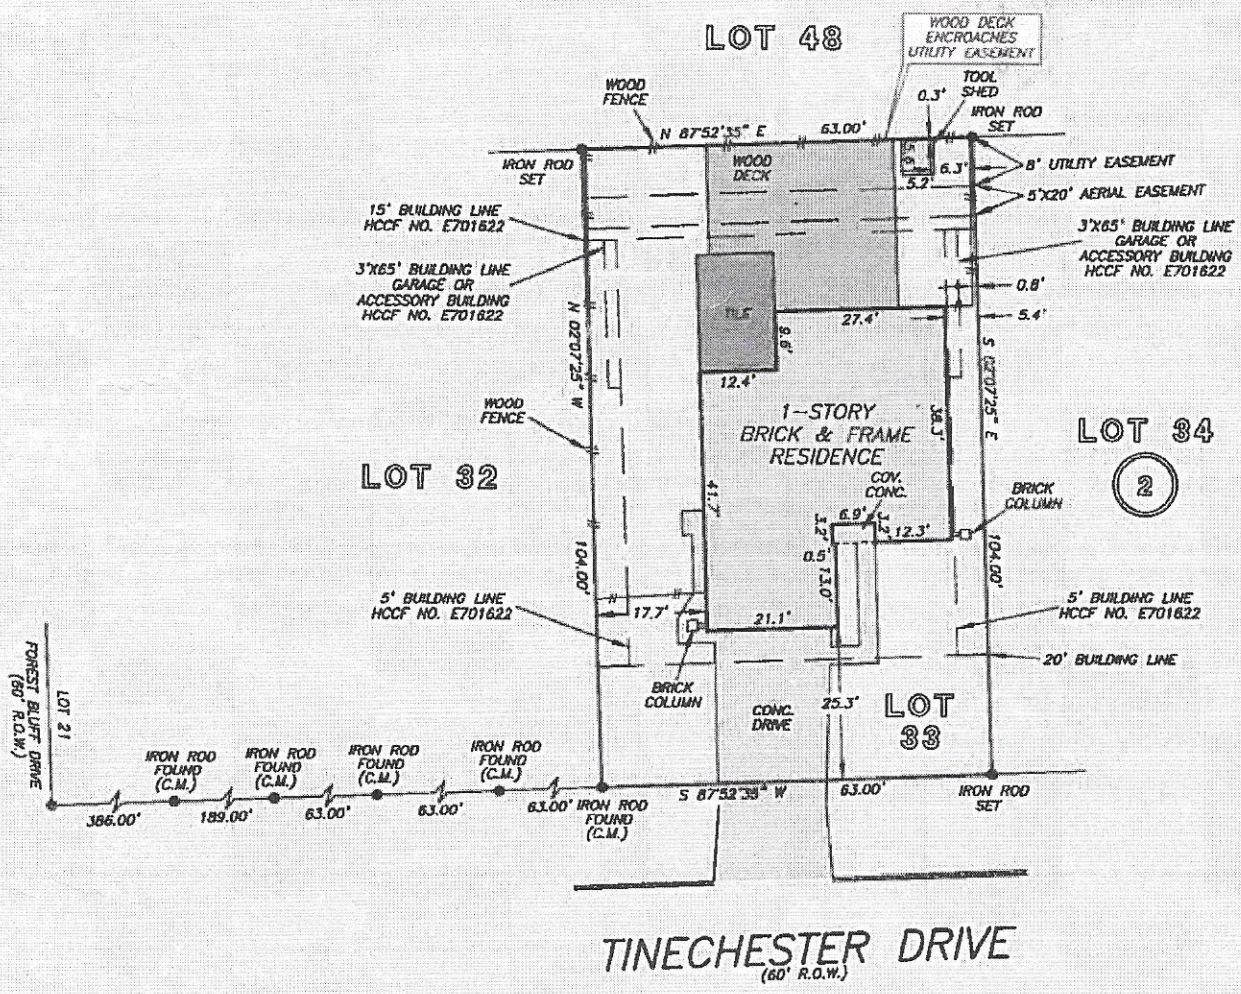 LOT 48
WOOD DECK
ENCROACHES
UTILITY EASEMENT
WOOD
FENCE
TOOL
SHED
0.3'
IRON ROD
SET
N 87°52'35" E
63.00'
IRON ROD
SET
WOOD
DECK
5.2'
6.3'
8' UTILITY EASEMENT
5'X20' AERIAL EASEMENT
15' BUILDING LINE
HCCF NO. E701622
3'X65' BUILDING LINE
GARAGE OR
ACCESSORY BUILDING
HCCF NO. E701622
3'X65' BUILDING LINE
GARAGE OR
ACCESSORY BUILDING
HCCF NO. E701622
0.8'
5.4'
N 02°07'25" W
TILE
27.4'
9.6'
12.4'
S 02°07'25" E
WOOD
FENCE
1-STORY
BRICK & FRAME
RESIDENCE
38.3'
LOT 32
LOT 34
2
41.7'
COV.
CONC.
6.9'
3.2'
3.2'
12.3'
BRICK
COLUMN
0.5'
13.0'
104.00'
104.00'
5' BUILDING LINE
HCCF NO. E701622
17.7'
21.1'
5' BUILDING LINE
HCCF NO. E701622
20' BUILDING LINE
BRICK
COLUMN
CONC.
DRIVE
25.3'
LOT
33
FOREST BLUFF DRIVE
(60' R.O.W.)
LOT 21
IRON ROD
FOUND
(C.M.)
IRON ROD
FOUND
(C.M.)
IRON ROD
FOUND
(C.M.)
IRON ROD
FOUND
(C.M.)
386.00'
189.00'
63.00'
63.00'
63.00'
IRON ROD
FOUND
(C.M.)
S 87°52'35" W
63.00'
IRON ROD
SET
TINECHESTER DRIVE
(60' R.O.W.)